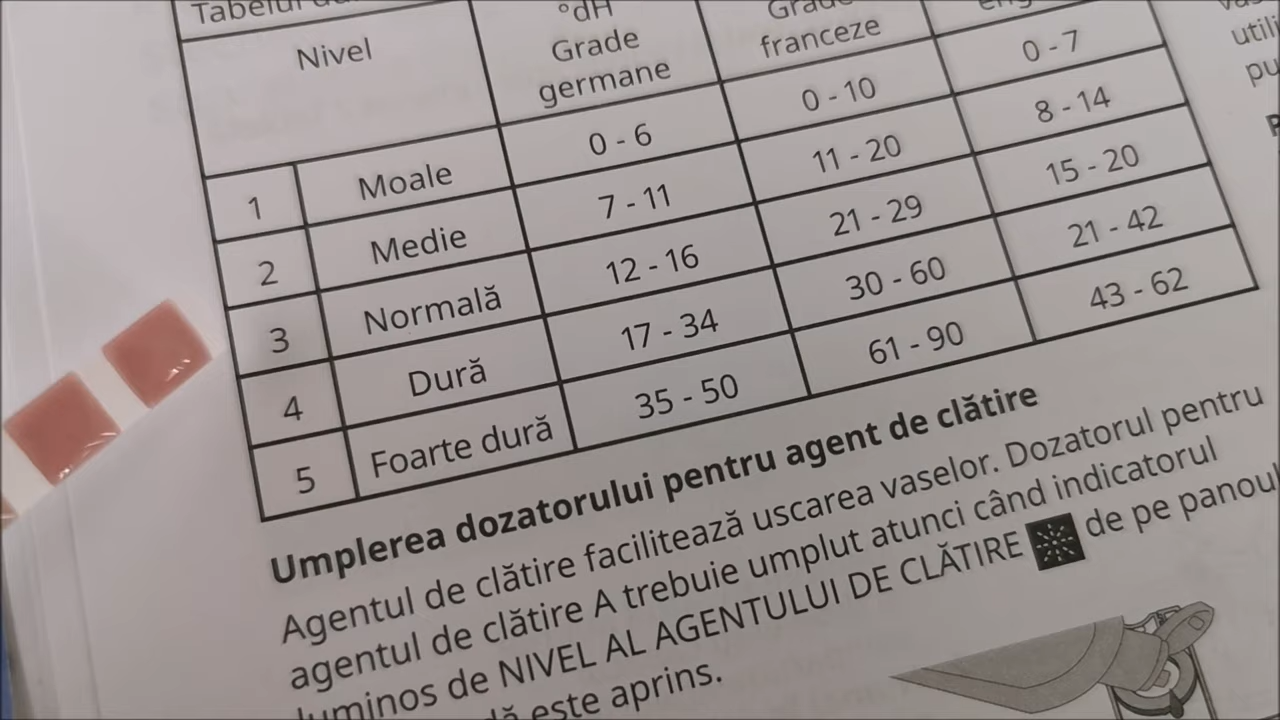 Tabelul
Nivel
°dH
Grade
germane
Grade
franceze
0 - 6
0 - 10
0 - 7
1 Moale
7 - 11
11 - 20
8 - 14
2 Medie
12 - 16
21 - 29
15 - 20
3 Normală
17 - 34
30 - 60
21 - 42
4 Dură
35 - 50
61 - 90
43 - 62
5 Foarte dură
Umplerea dozatorului pentru agent de clătire
Agentul de clătire facilitează uscarea vaselor. Dozatorul pentru
agentul de clătire A trebuie umplut atunci când indicatorul
luminos de NIVEL AL AGENTULUI DE CLĂTIRE de pe panoul
este aprins.